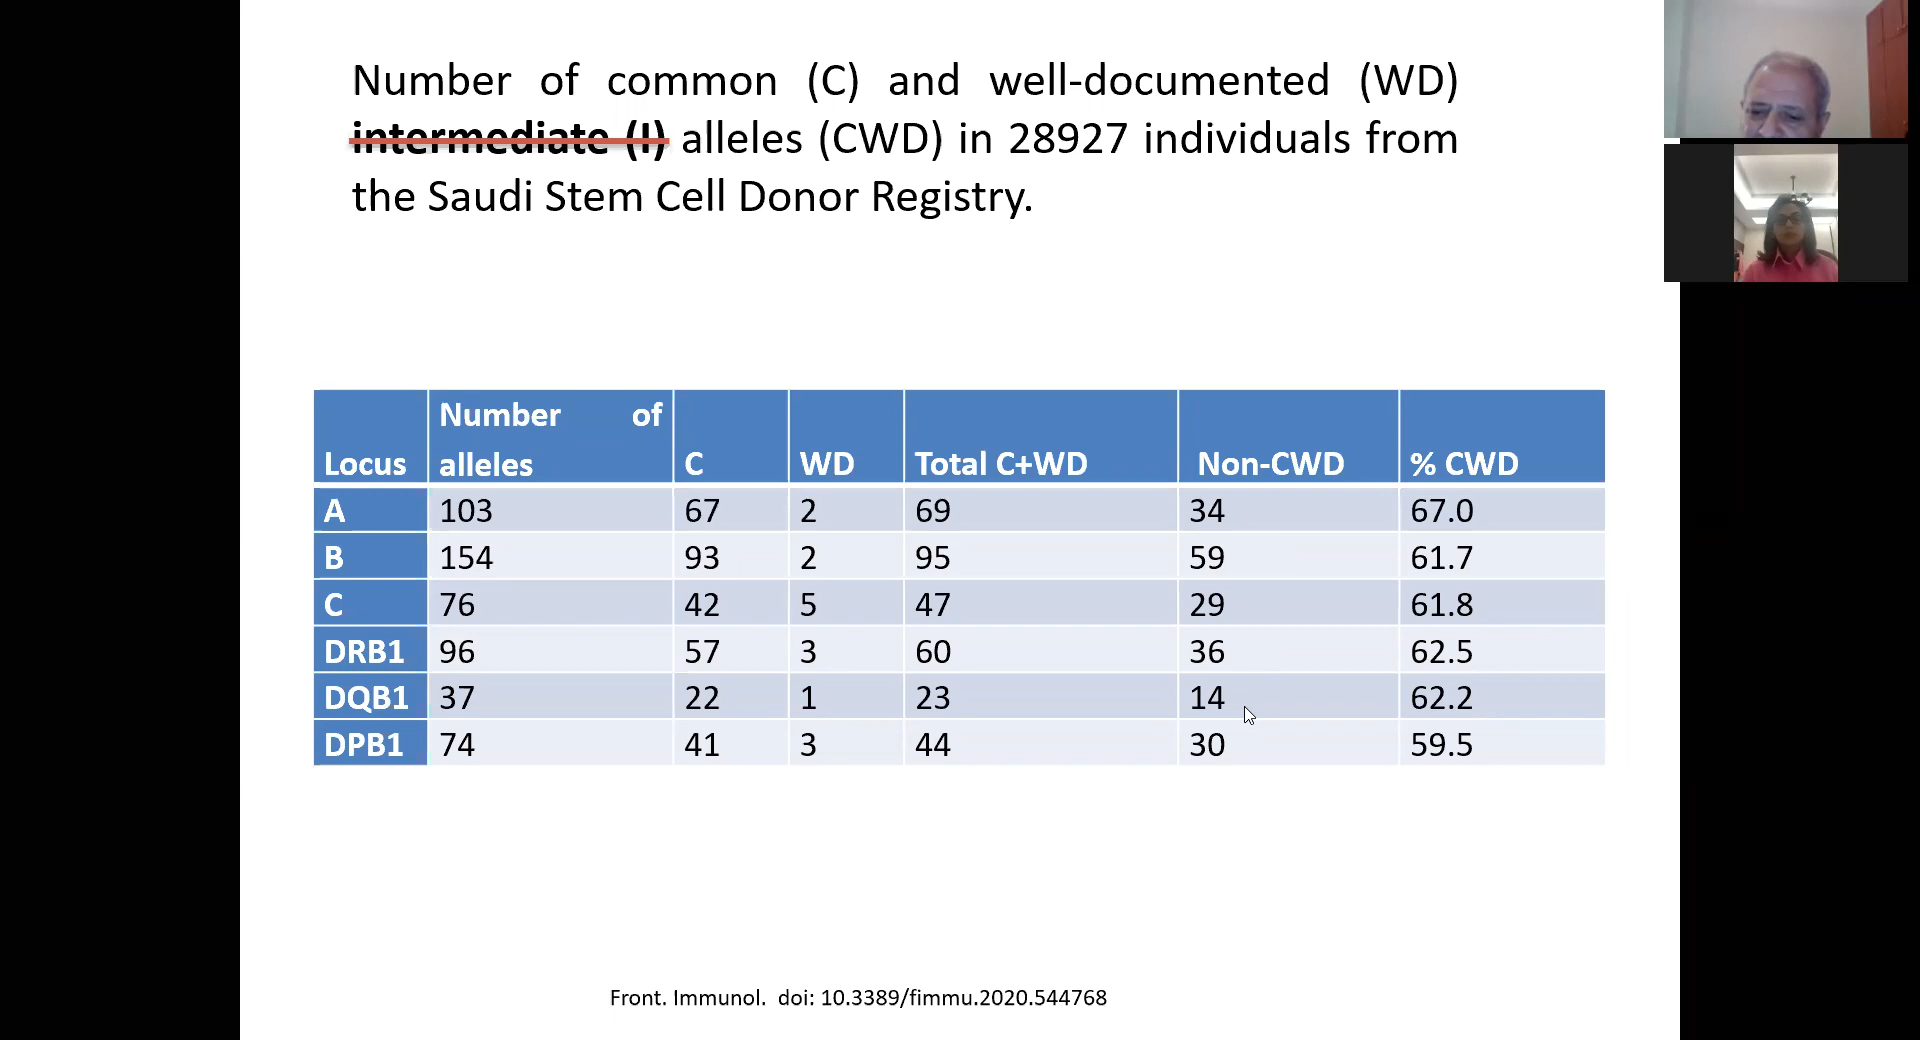 Number of common (C) and well-documented (WD)
intermediate (I) alleles (CWD) in 28927 individuals from
the Saudi Stem Cell Donor Registry.
Locus Number of alleles C WD Total C+WD Non-CWD % CWD
A 103 67 2 69 34 67.0
B 154 93 2 95 59 61.7
C 76 42 5 47 29 61.8
DRB1 96 57 3 60 36 62.5
DQB1 37 22 1 23 14 62.2
DPB1 74 41 3 44 30 59.5
Front. Immunol. doi: 10.3389/fimmu.2020.544768